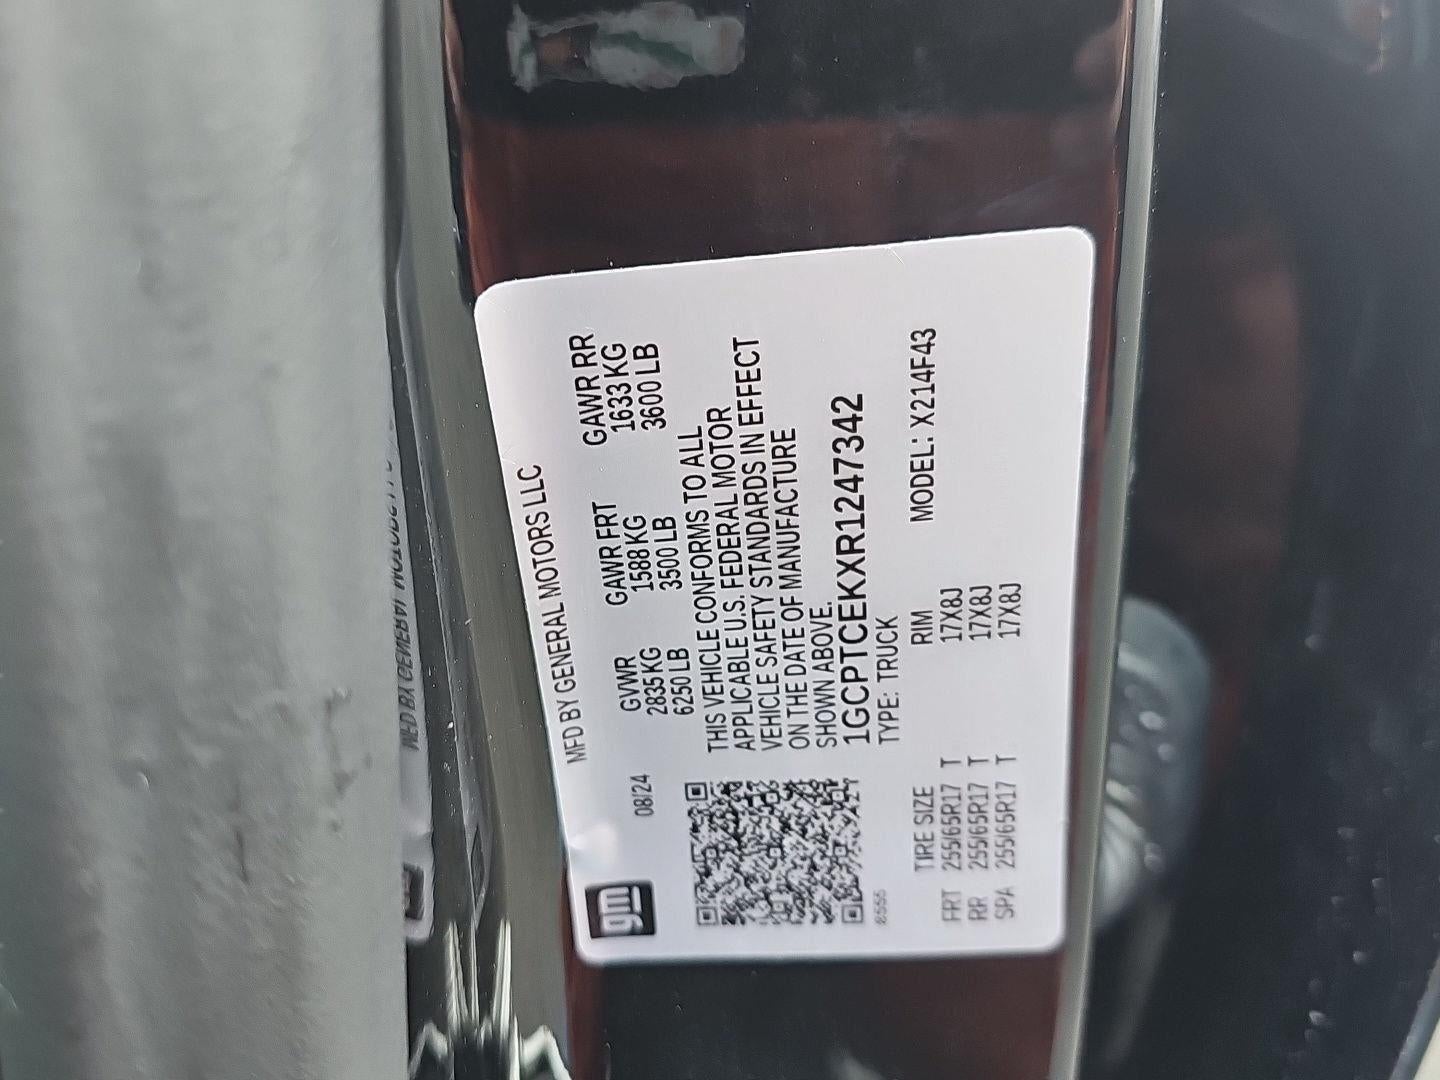 gm
MFD BY GENERAL MOTORS LLC
08/24
GVWR GAWR FRT GAWR RR
2835 KG 1588 KG 1633 KG
6250 LB 3500 LB 3600 LB
THIS VEHICLE CONFORMS TO ALL
APPLICABLE U.S. FEDERAL MOTOR
VEHICLE SAFETY STANDARDS IN EFFECT
ON THE DATE OF MANUFACTURE
SHOWN ABOVE.
1GCPTCEKXR1247342
8555 TYPE: TRUCK
TIRE SIZE RIM MODEL: X214F43
FRT 255/65R17 T 17X8J
RR 255/65R17 T 17X8J
SPA 255/65R17 T 17X8J